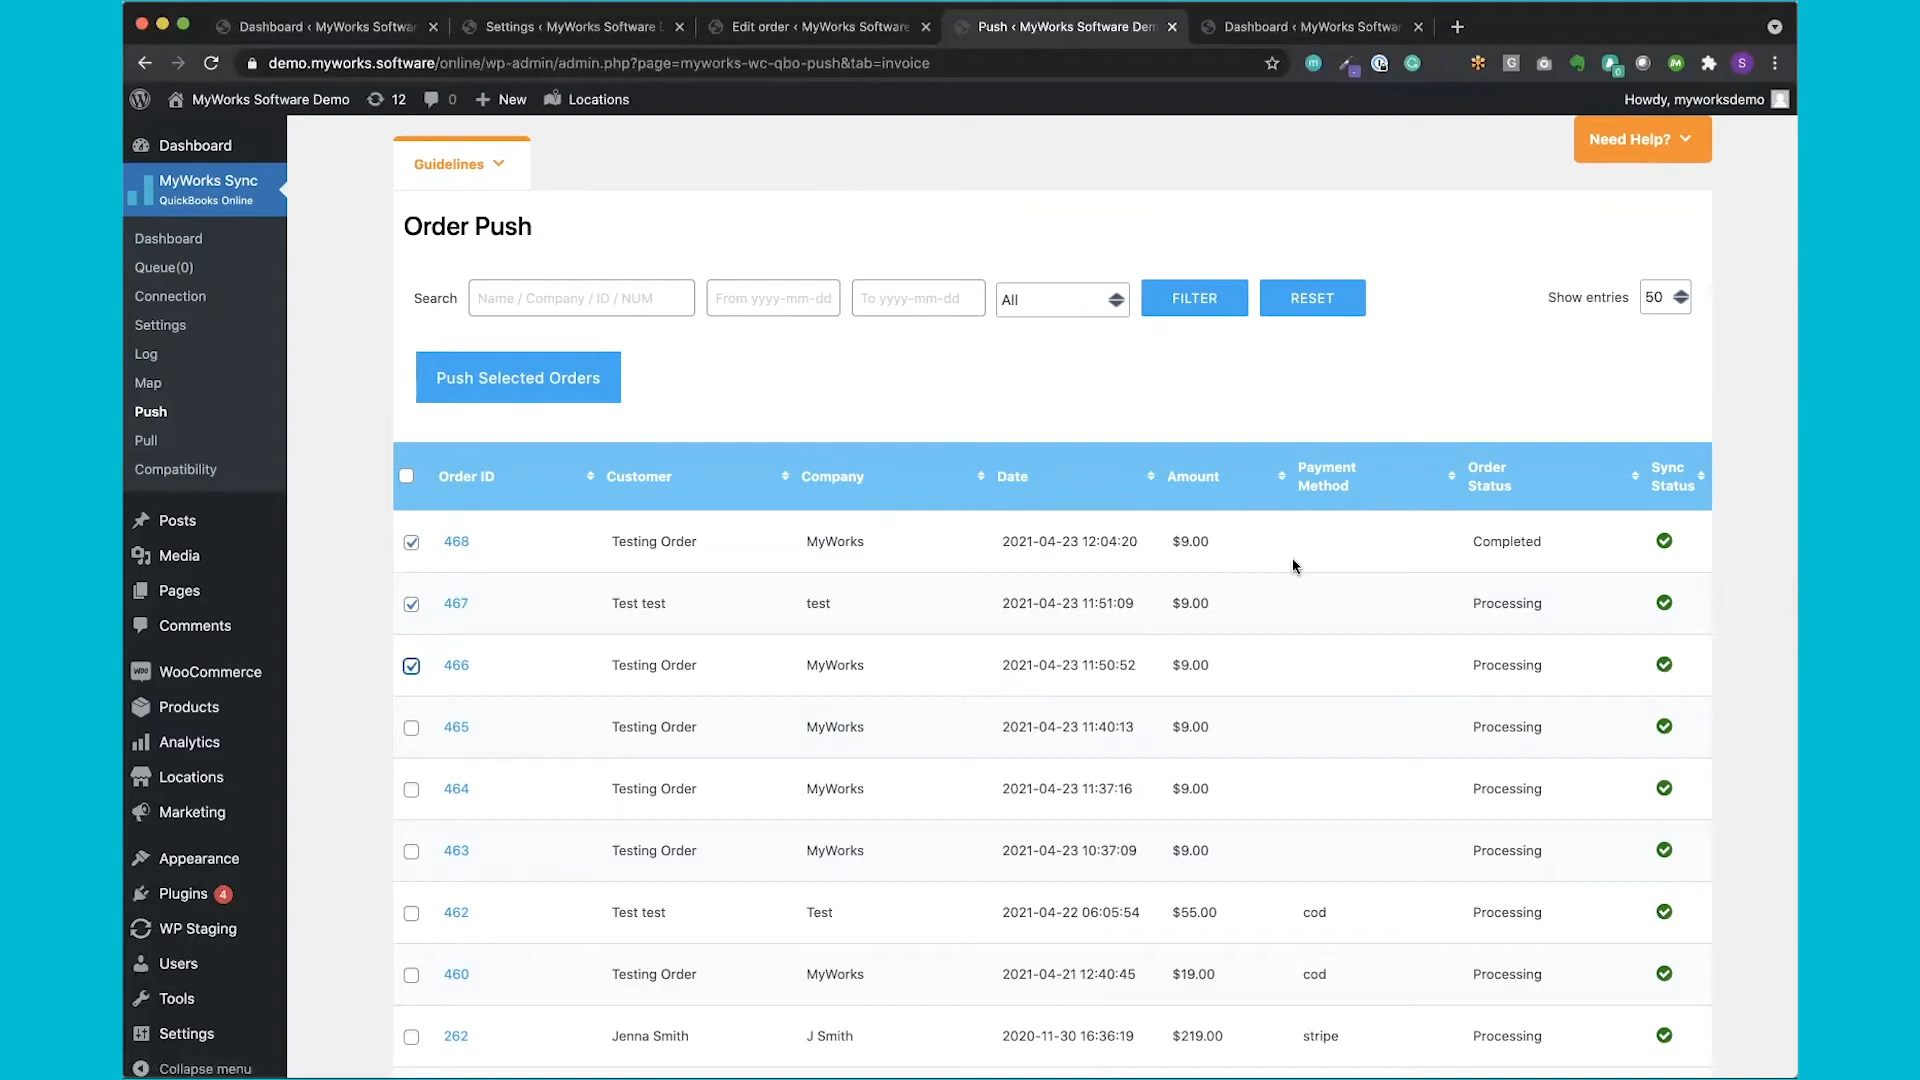 Dashboard ‹ MyWorks Softwa
Settings ‹ MyWorks Software
Edit order ‹ MyWorks Software
Push ‹ MyWorks Software Dem
Dashboard ‹ MyWorks Softwar
demo.myworks.software/online/wp-admin/admin.php?page=myworks-wc-qbo-push&tab=invoice
MyWorks Software Demo
12
0
New
Locations
Howdy, myworksdemo
Dashboard
MyWorks Sync
QuickBooks Online
Dashboard
Queue(0)
Connection
Settings
Log
Map
Push
Pull
Compatibility
Posts
Media
Pages
Comments
WooCommerce
Products
Analytics
Locations
Marketing
Appearance
Plugins 4
WP Staging
Users
Tools
Settings
Collapse menu
Guidelines
Need Help?
Order Push
Search
Name / Company / ID / NUM
From yyyy-mm-dd
To yyyy-mm-dd
All
FILTER
RESET
Show entries
50
Push Selected Orders
Order ID Customer Company Date Amount Payment Method Order Status Sync Status
468 Testing Order MyWorks 2021-04-23 12:04:20 $9.00 Completed
467 Test test test 2021-04-23 11:51:09 $9.00 Processing
466 Testing Order MyWorks 2021-04-23 11:50:52 $9.00 Processing
465 Testing Order MyWorks 2021-04-23 11:40:13 $9.00 Processing
464 Testing Order MyWorks 2021-04-23 11:37:16 $9.00 Processing
463 Testing Order MyWorks 2021-04-23 10:37:09 $9.00 Processing
462 Test test Test 2021-04-22 06:05:54 $55.00 cod Processing
460 Testing Order MyWorks 2021-04-21 12:40:45 $19.00 cod Processing
262 Jenna Smith J Smith 2020-11-30 16:36:19 $219.00 stripe Processing